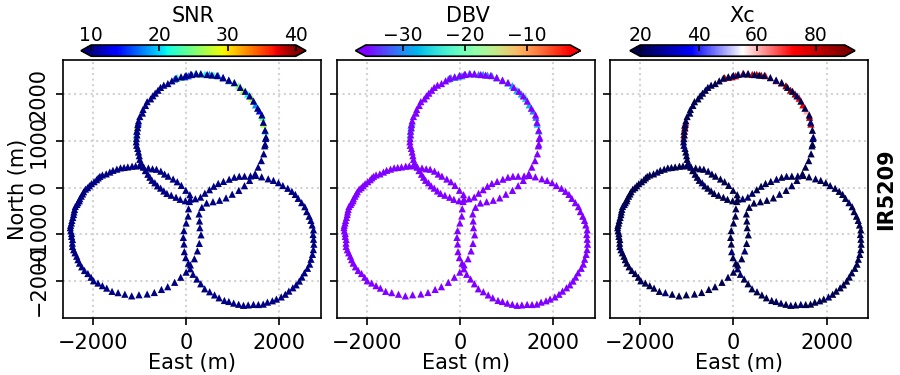 SNR DBV Xc
10 20 30 40 −30 −20 −10 20 40 60 80
North (m)
2000
1000
0
−1000
−2000
IR5209
−2000 0 2000 −2000 0 2000 −2000 0 2000
East (m) East (m) East (m)